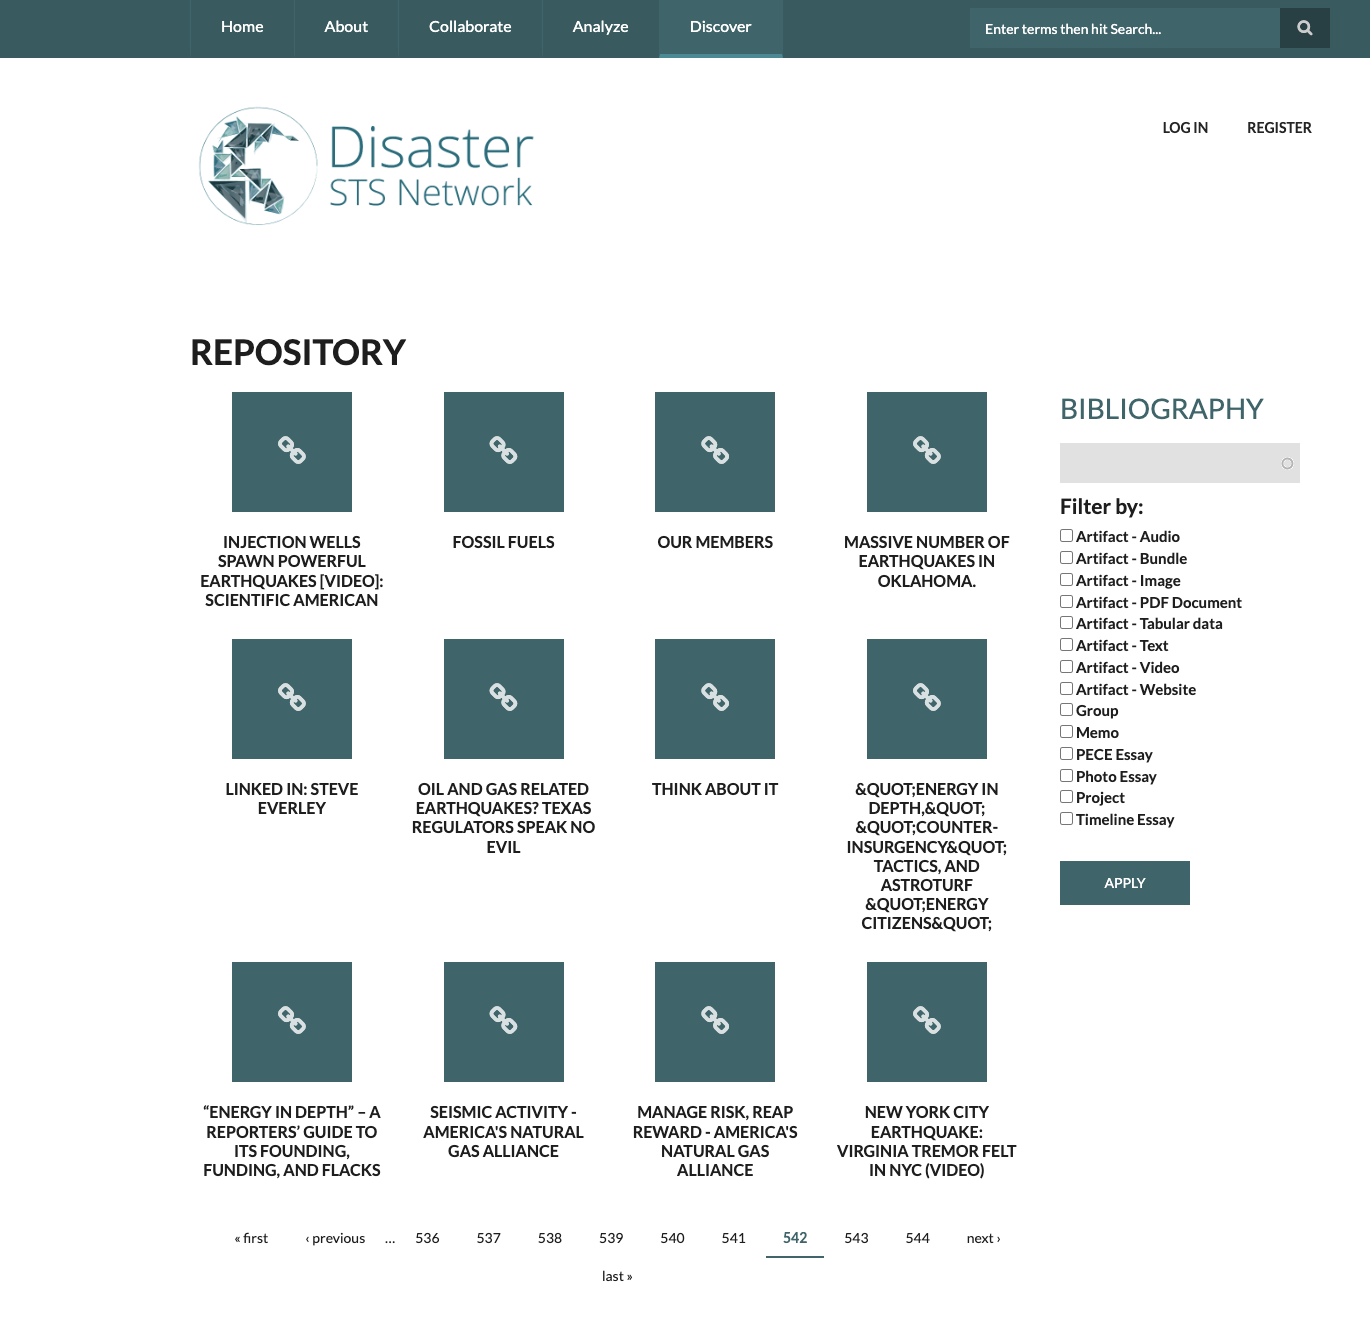 Home
About
Collaborate
Analyze
Discover
Enter terms then hit Search...
Disaster
STS Network
LOG IN
REGISTER
REPOSITORY
INJECTION WELLS
SPAWN POWERFUL
EARTHQUAKES [VIDEO]:
SCIENTIFIC AMERICAN
FOSSIL FUELS
OUR MEMBERS
MASSIVE NUMBER OF
EARTHQUAKES IN
OKLAHOMA.
LINKED IN: STEVE
EVERLEY
OIL AND GAS RELATED
EARTHQUAKES? TEXAS
REGULATORS SPEAK NO
EVIL
THINK ABOUT IT
&QUOT;ENERGY IN
DEPTH,&QUOT;
&QUOT;COUNTER-
INSURGENCY&QUOT;
TACTICS, AND
ASTROTURF
&QUOT;ENERGY
CITIZENS&QUOT;
“ENERGY IN DEPTH” – A
REPORTERS’ GUIDE TO
ITS FOUNDING,
FUNDING, AND FLACKS
SEISMIC ACTIVITY -
AMERICA'S NATURAL
GAS ALLIANCE
MANAGE RISK, REAP
REWARD - AMERICA'S
NATURAL GAS
ALLIANCE
NEW YORK CITY
EARTHQUAKE:
VIRGINIA TREMOR FELT
IN NYC (VIDEO)
« first
‹ previous
...
536
537
538
539
540
541
542
543
544
next ›
last »
BIBLIOGRAPHY
Filter by:
Artifact - Audio
Artifact - Bundle
Artifact - Image
Artifact - PDF Document
Artifact - Tabular data
Artifact - Text
Artifact - Video
Artifact - Website
Group
Memo
PECE Essay
Photo Essay
Project
Timeline Essay
APPLY